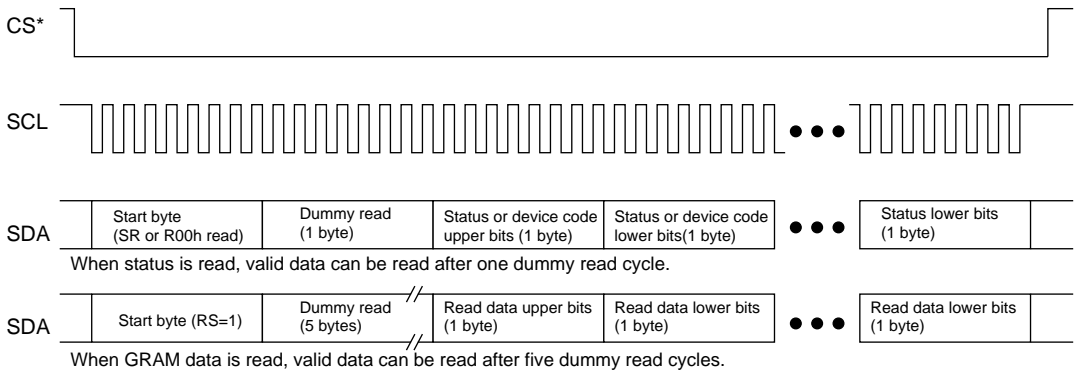 CS*
SCL
SDA
Start byte
(SR or R00h read)
Dummy read
(1 byte)
Status or device code
upper bits (1 byte)
Status or device code
lower bits(1 byte)
Status lower bits
(1 byte)
When status is read, valid data can be read after one dummy read cycle.
SDA
Start byte (RS=1)
Dummy read
(5 bytes)
Read data upper bits
(1 byte)
Read data lower bits
(1 byte)
Read data lower bits
(1 byte)
When GRAM data is read, valid data can be read after five dummy read cycles.